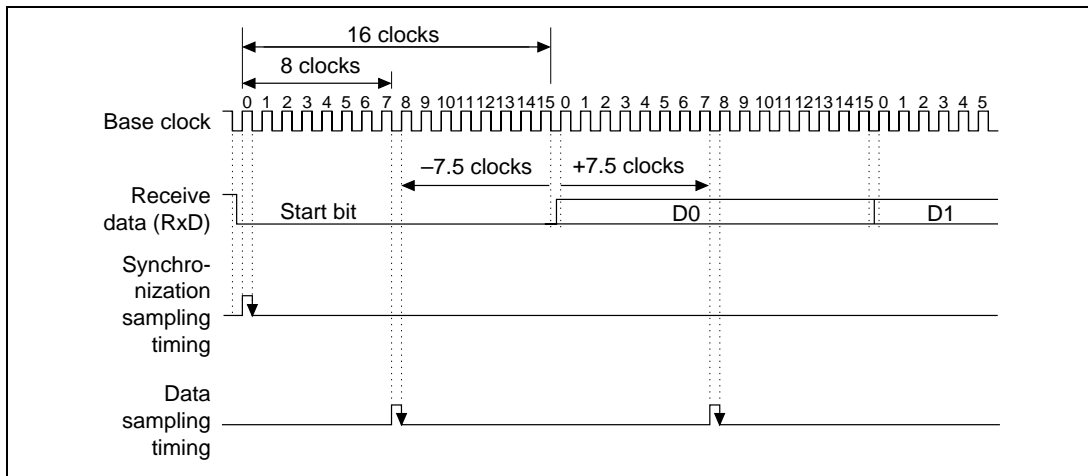 16 clocks
8 clocks
0 1 2 3 4 5 6 7 8 9 10 11 12 13 14 15 0 1 2 3 4 5 6 7 8 9 10 11 12 13 14 15 0 1 2 3 4 5
Base clock
–7.5 clocks +7.5 clocks
Receive
data (RxD)
Start bit D0 D1
Synchro-
nization
sampling
timing
Data
sampling
timing